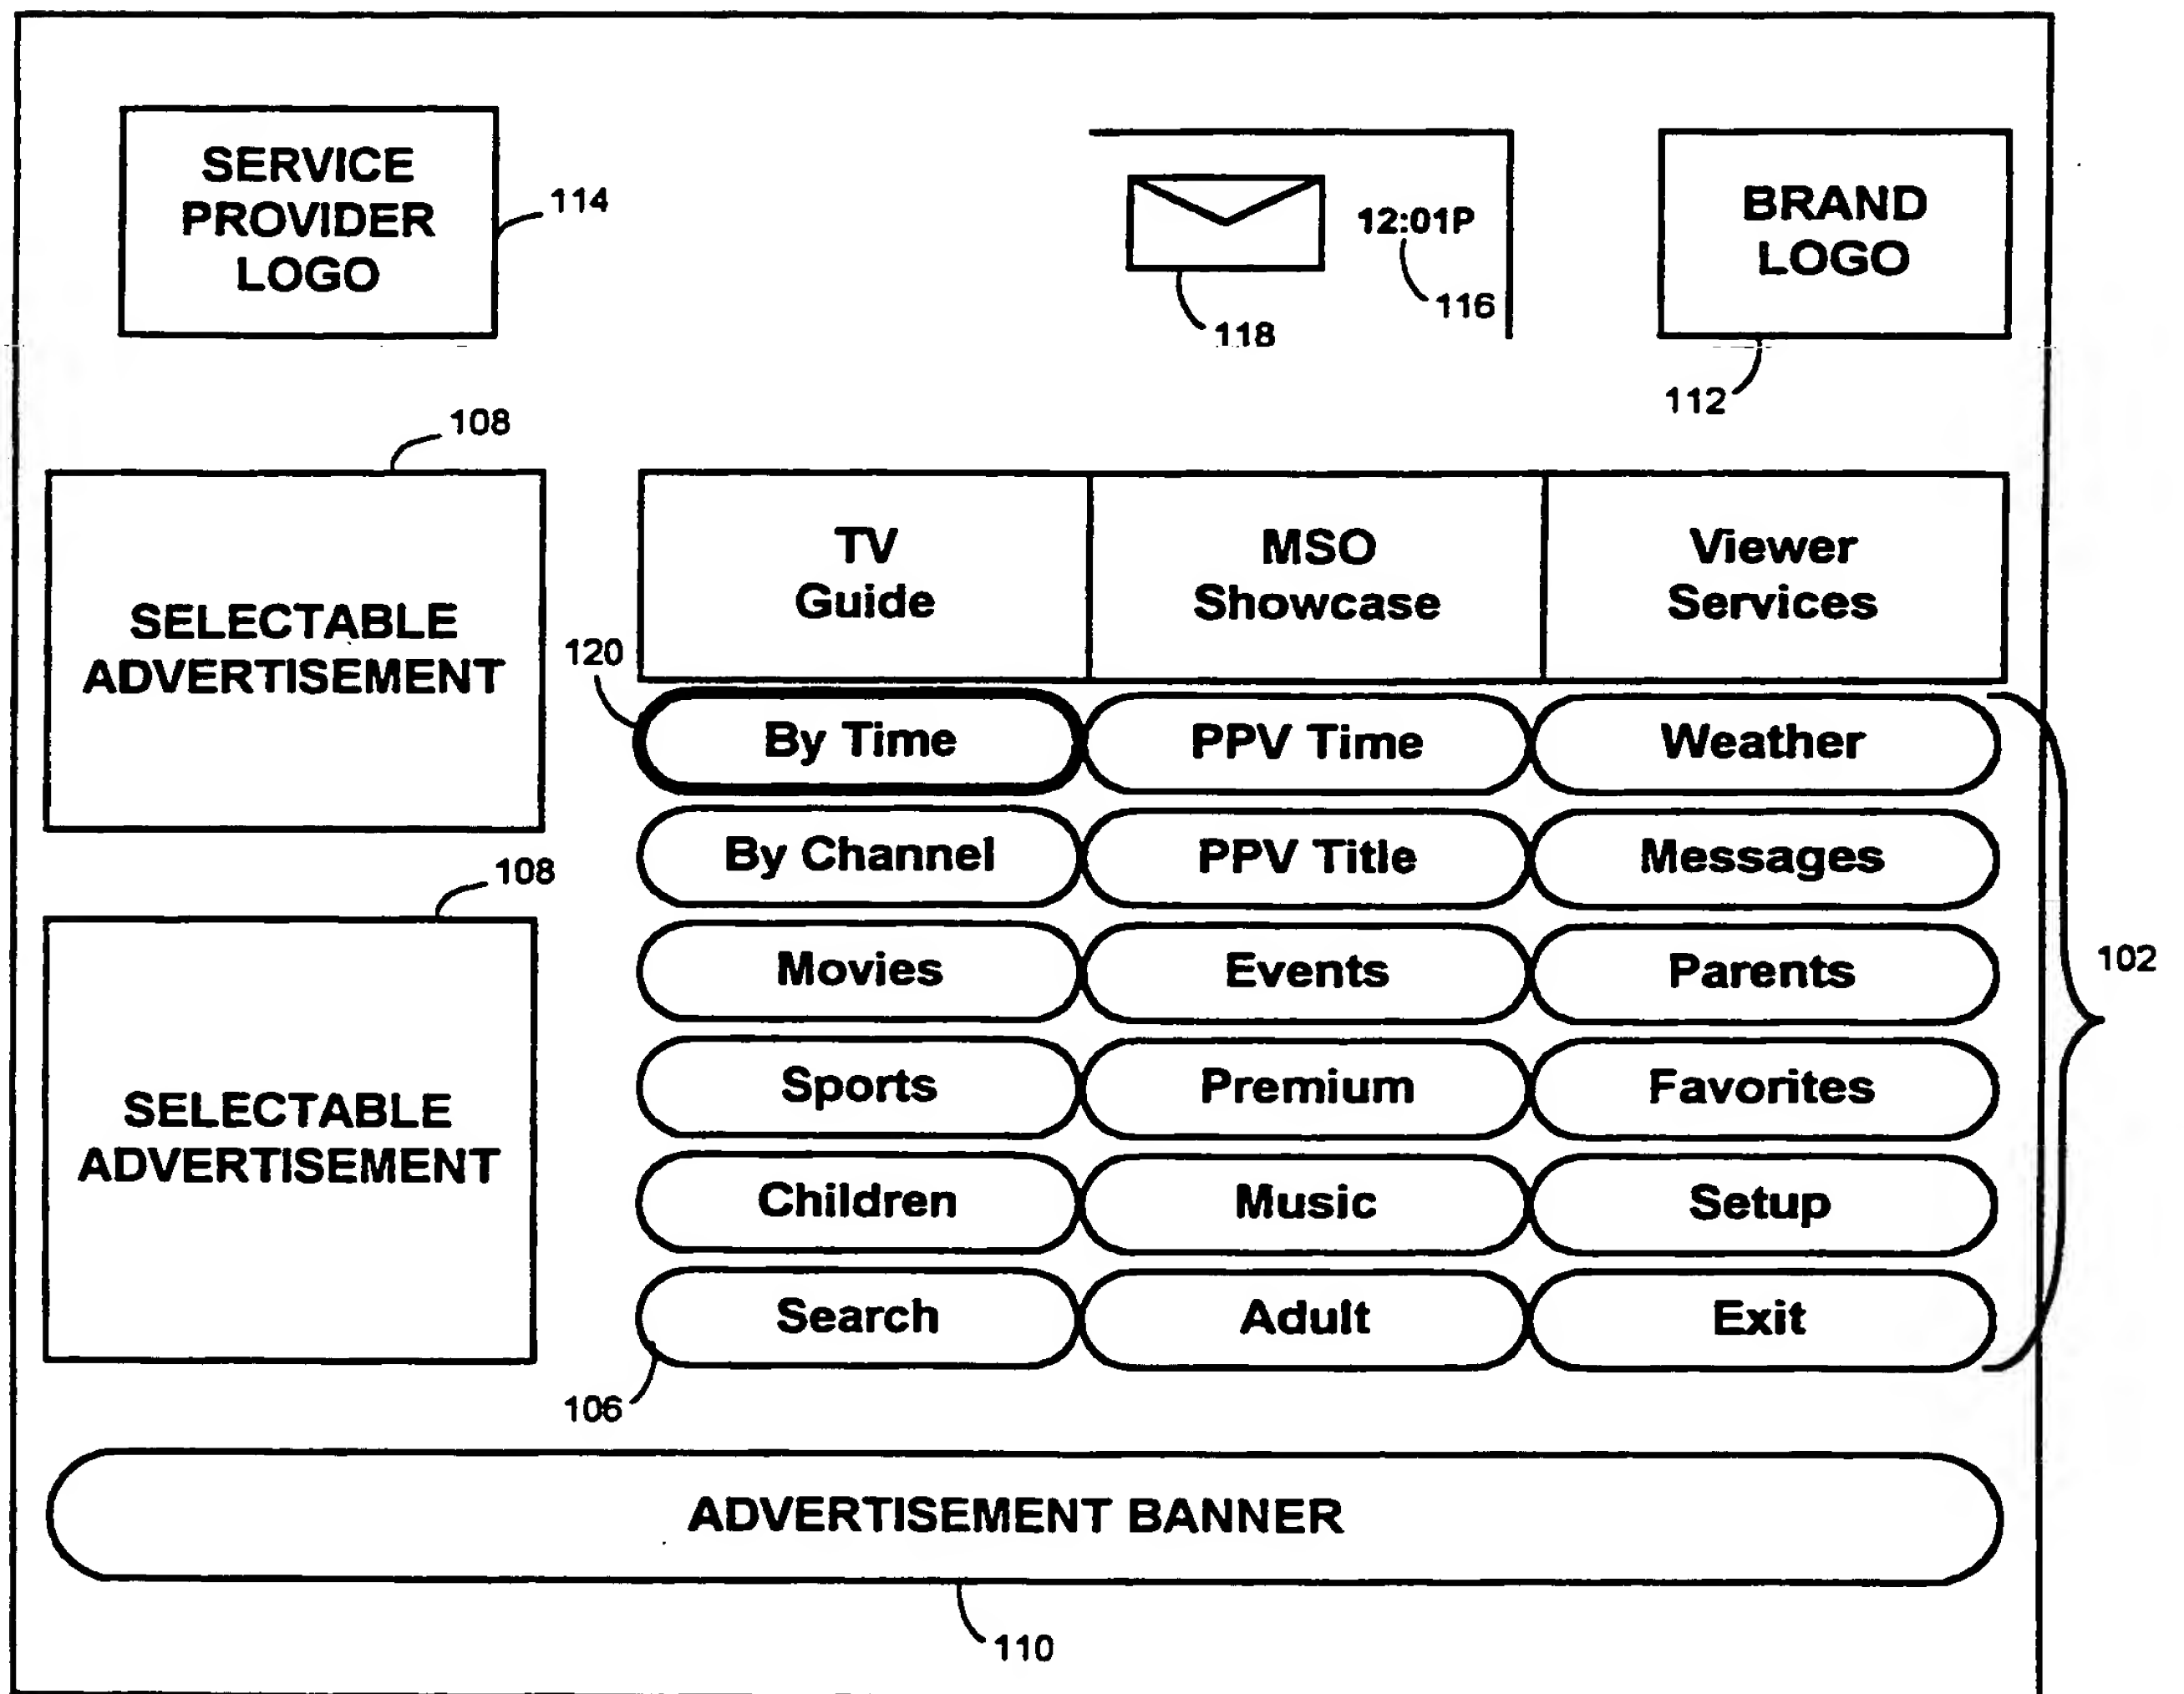 SERVICE
PROVIDER
LOGO
114
12:01P
116
118
BRAND
LOGO
112
108
SELECTABLE
ADVERTISEMENT
108
SELECTABLE
ADVERTISEMENT
TV
Guide
MSO
Showcase
Viewer
Services
120
By Time
PPV Time
Weather
By Channel
PPV Title
Messages
Movies
Events
Parents
102
Sports
Premium
Favorites
Children
Music
Setup
Search
Adult
Exit
106
ADVERTISEMENT BANNER
110